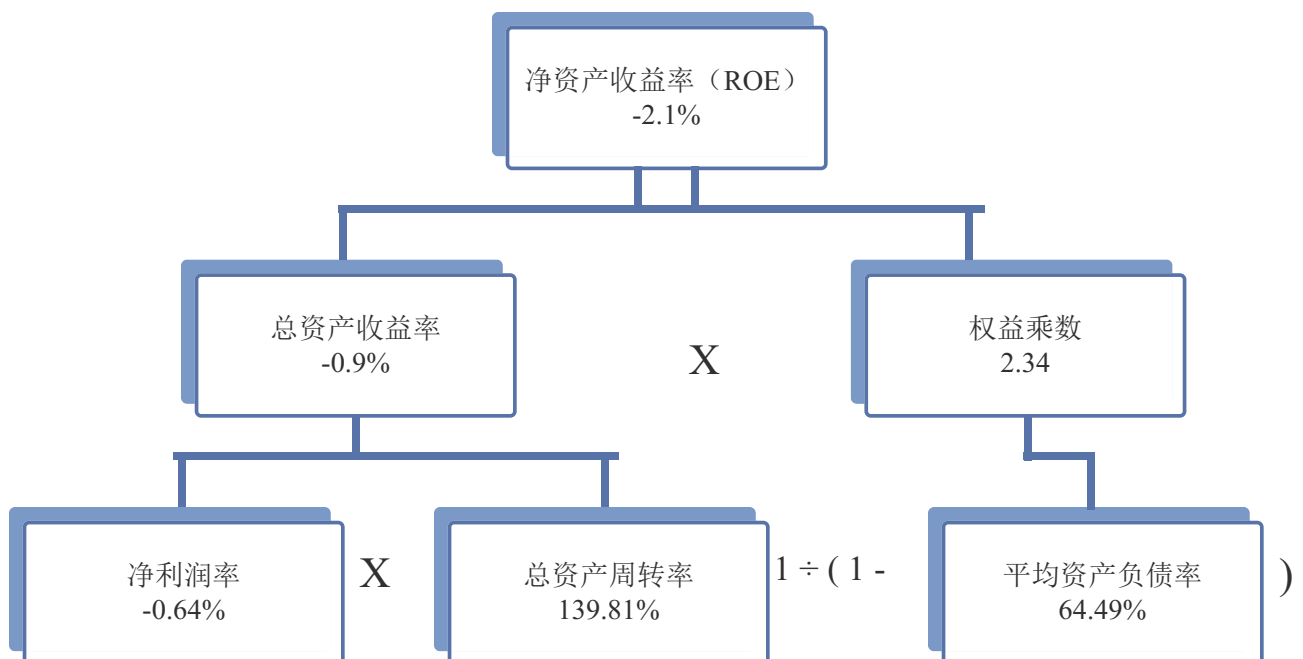 净资产收益率（ROE）
-2.1%
总资产收益率
-0.9%
X
权益乘数
2.34
净利润率
-0.64%
X
总资产周转率
139.81%
1 ÷ ( 1 -
平均资产负债率
64.49%
)